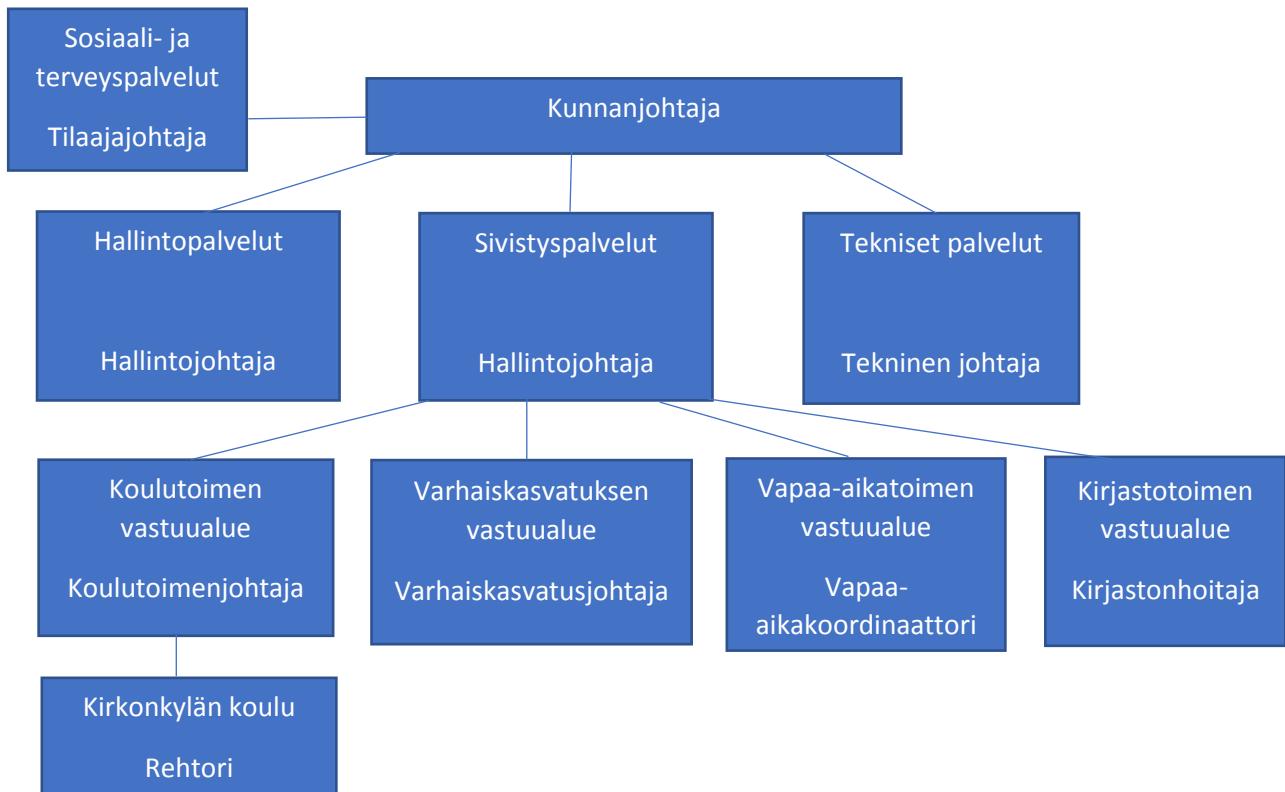 Sosiaali- ja
terveyspalvelut
Tilaajajohtaja
Kunnanjohtaja
Hallintopalvelut
Hallintojohtaja
Sivistyspalvelut
Hallintojohtaja
Tekniset palvelut
Tekninen johtaja
Koulutoimen
vastuualue
Koulutoimenjohtaja
Varhaiskasvatuksen
vastuualue
Varhaiskasvatusjohtaja
Vapaa-aikatoimen
vastuualue
Vapaa-
aikakoordinaattori
Kirjastotoimen
vastuualue
Kirjastonhoitaja
Kirkonkylän koulu
Rehtori